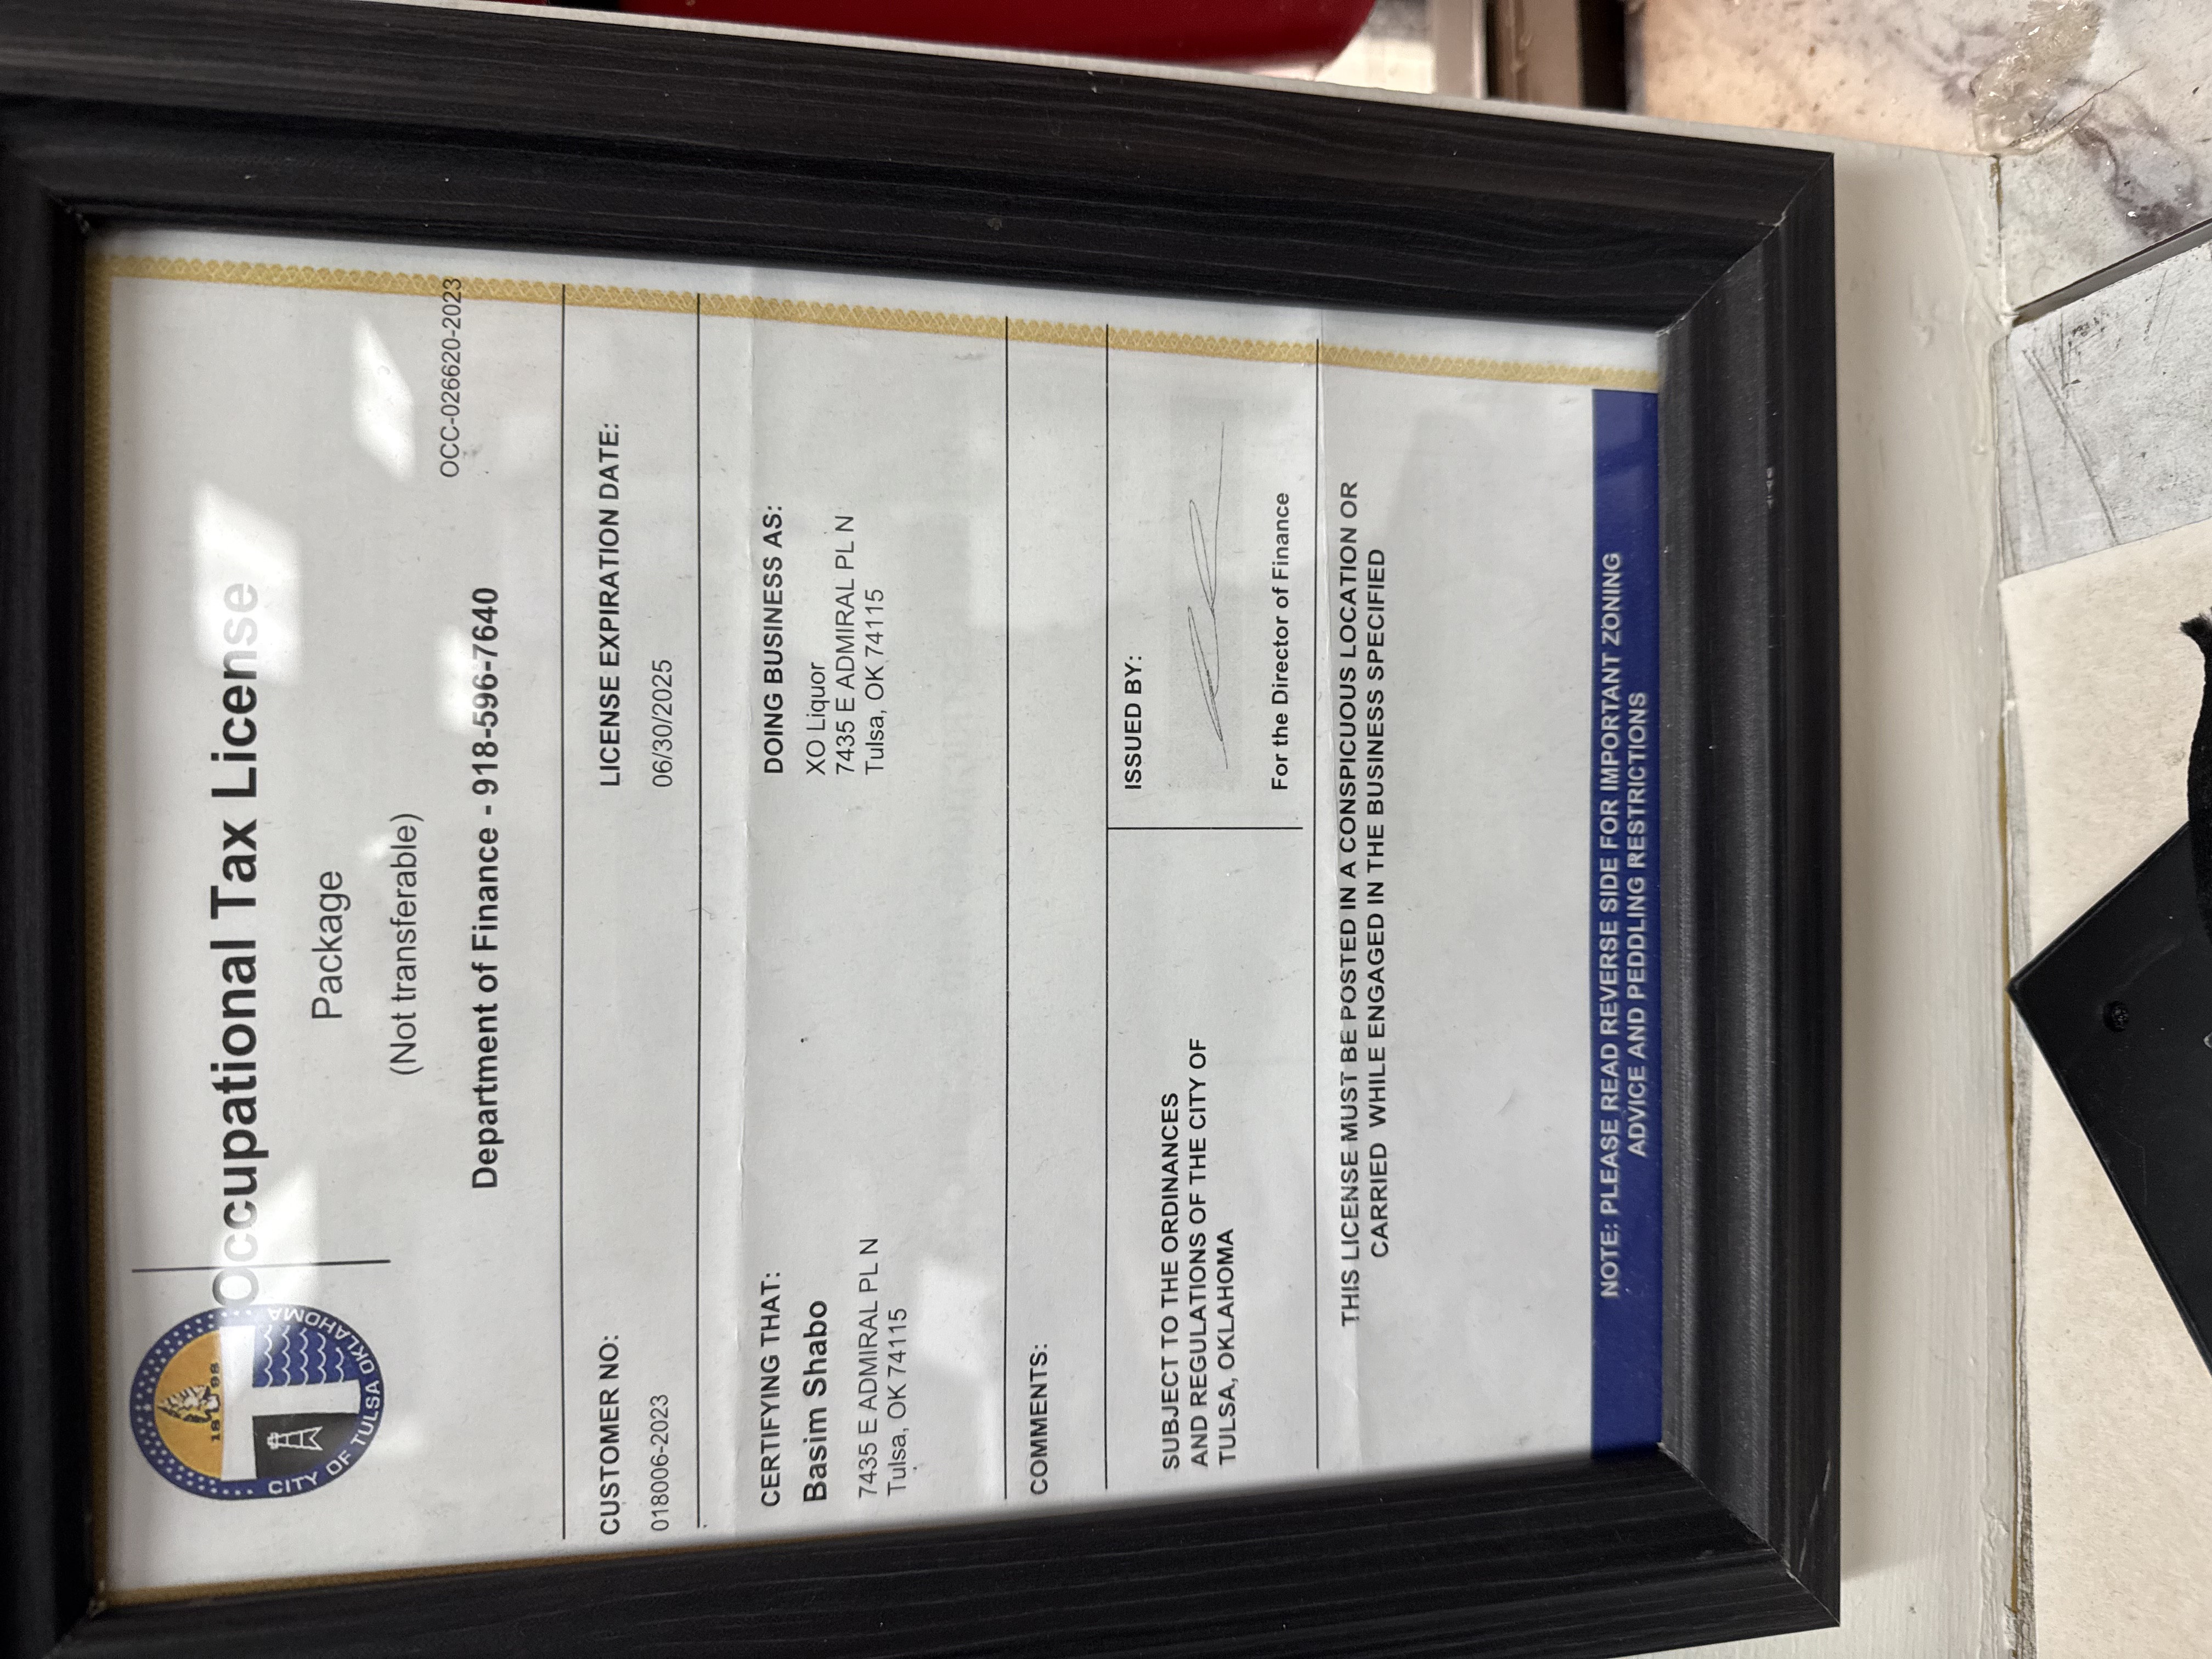 CITY OF TULSA OKLAHOMA
1898
Occupational Tax License
Package
(Not transferable)
OCC-026620-2023
Department of Finance - 918-596-7640
CUSTOMER NO:
018006-2023
LICENSE EXPIRATION DATE:
06/30/2025
CERTIFYING THAT:
Basim Shabo
7435 E ADMIRAL PL N
Tulsa, OK 74115
DOING BUSINESS AS:
XO Liquor
7435 E ADMIRAL PL N
Tulsa, OK 74115
COMMENTS:
SUBJECT TO THE ORDINANCES
AND REGULATIONS OF THE CITY OF
TULSA, OKLAHOMA
ISSUED BY:
For the Director of Finance
THIS LICENSE MUST BE POSTED IN A CONSPICUOUS LOCATION OR
CARRIED WHILE ENGAGED IN THE BUSINESS SPECIFIED
NOTE: PLEASE READ REVERSE SIDE FOR IMPORTANT ZONING
ADVICE AND PEDDLING RESTRICTIONS